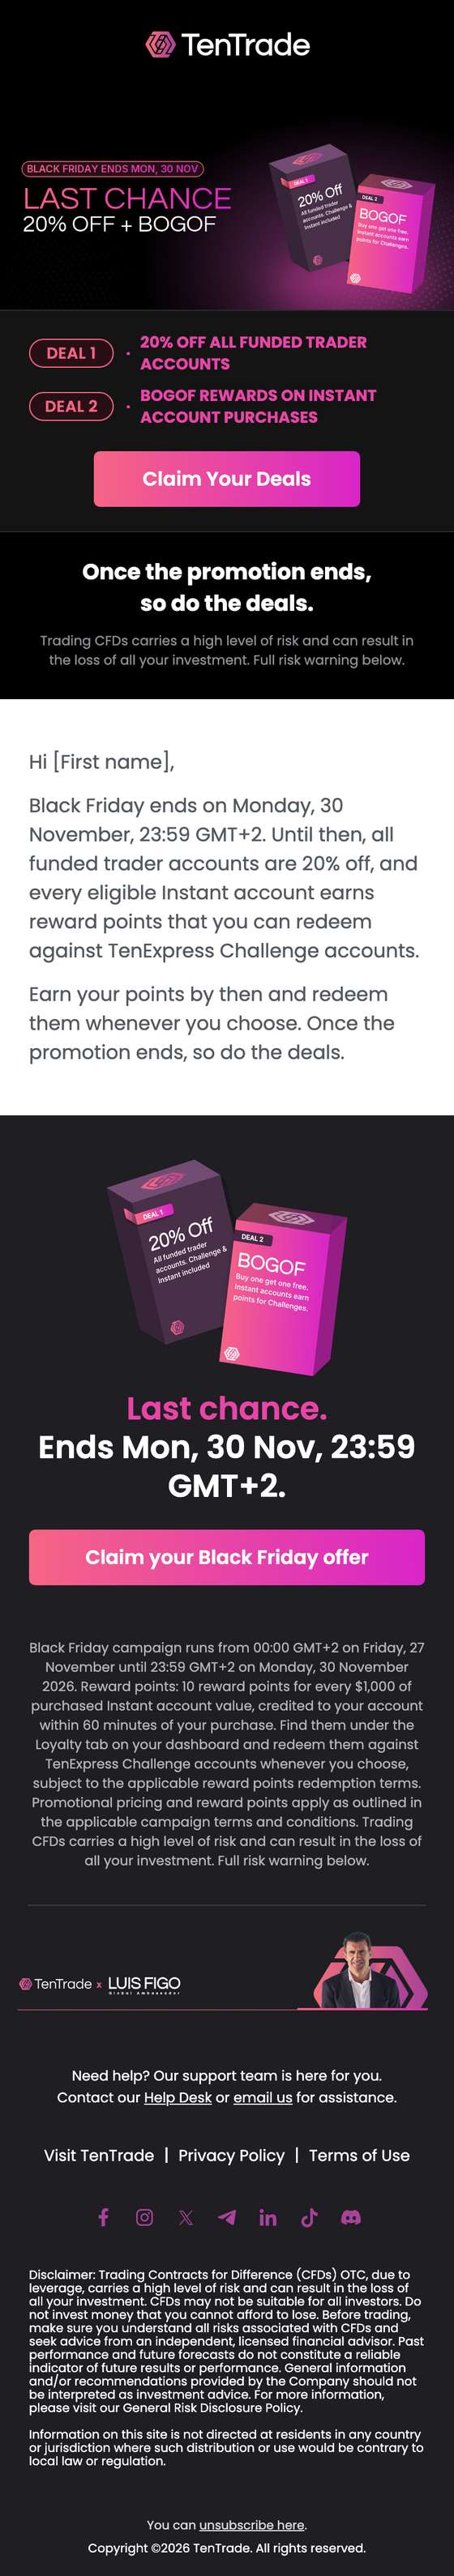 TenTrade
BLACK FRIDAY ENDS MON, 30 NOV
LAST CHANCE
20% OFF + BOGOF
DEAL 1
20% Off
All funded trader
accounts. Challenge &
Instant included
DEAL 2
BOGOF
Buy one get one free.
Instant accounts earn
points for Challenges.
DEAL 1 · 20% OFF ALL FUNDED TRADER
ACCOUNTS
DEAL 2 · BOGOF REWARDS ON INSTANT
ACCOUNT PURCHASES
Claim Your Deals
Once the promotion ends,
so do the deals.
Trading CFDs carries a high level of risk and can result in
the loss of all your investment. Full risk warning below.
Hi [First name],
Black Friday ends on Monday, 30
November, 23:59 GMT+2. Until then, all
funded trader accounts are 20% off, and
every eligible Instant account earns
reward points that you can redeem
against TenExpress Challenge accounts.
Earn your points by then and redeem
them whenever you choose. Once the
promotion ends, so do the deals.
DEAL 1
20% Off
All funded trader
accounts. Challenge &
Instant included
DEAL 2
BOGOF
Buy one get one free.
Instant accounts earn
points for Challenges.
Last chance.
Ends Mon, 30 Nov, 23:59
GMT+2.
Claim your Black Friday offer
Black Friday campaign runs from 00:00 GMT+2 on Friday, 27
November until 23:59 GMT+2 on Monday, 30 November
2026. Reward points: 10 reward points for every $1,000 of
purchased Instant account value, credited to your account
within 60 minutes of your purchase. Find them under the
Loyalty tab on your dashboard and redeem them against
TenExpress Challenge accounts whenever you choose,
subject to the applicable reward points redemption terms.
Promotional pricing and reward points apply as outlined in
the applicable campaign terms and conditions. Trading
CFDs carries a high level of risk and can result in the loss of
all your investment. Full risk warning below.
TenTrade x LUIS FIGO
Global Ambassador
Need help? Our support team is here for you.
Contact our Help Desk or email us for assistance.
Visit TenTrade | Privacy Policy | Terms of Use
Disclaimer: Trading Contracts for Difference (CFDs) OTC, due to
leverage, carries a high level of risk and can result in the loss of
all your investment. CFDs may not be suitable for all investors. Do
not invest money that you cannot afford to lose. Before trading,
make sure you understand all risks associated with CFDs and
seek advice from an independent, licensed financial advisor. Past
performance and future forecasts do not constitute a reliable
indicator of future results or performance. General information
and/or recommendations provided by the Company should not
be interpreted as investment advice. For more information,
please visit our General Risk Disclosure Policy.
Information on this site is not directed at residents in any country
or jurisdiction where such distribution or use would be contrary to
local law or regulation.
You can unsubscribe here.
Copyright ©2026 TenTrade. All rights reserved.